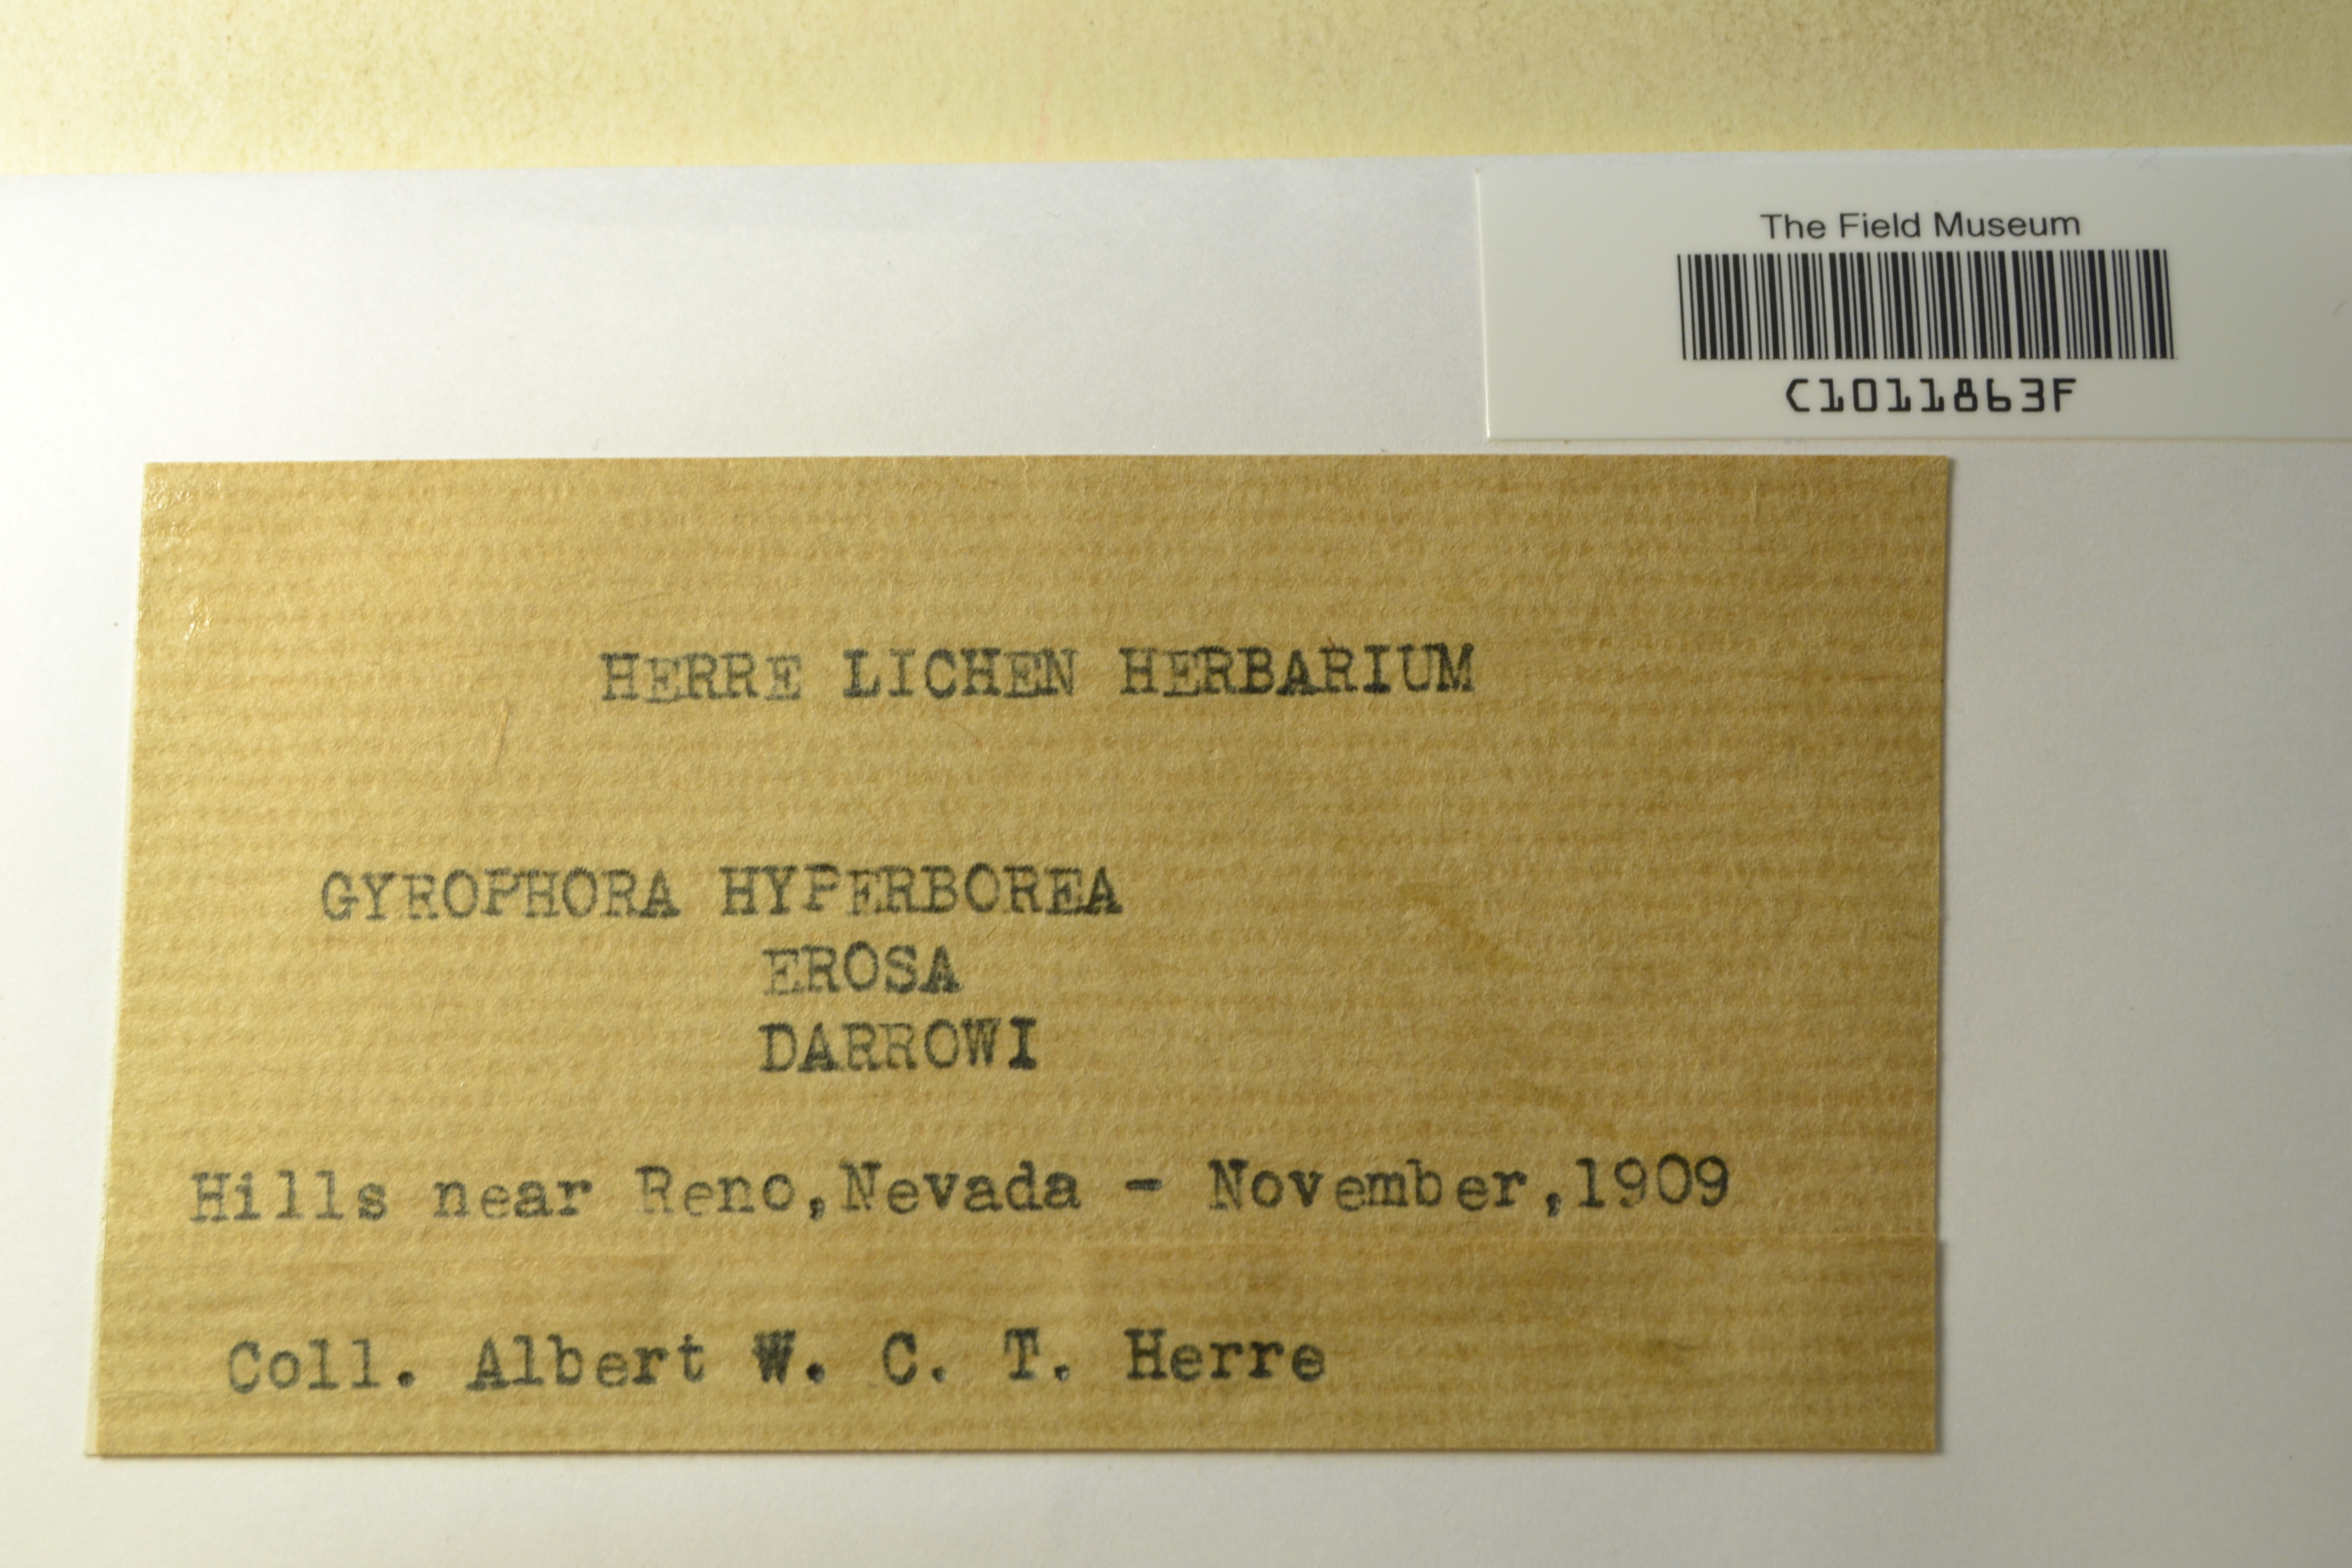 The Field Museum
C1011863F
HERRE LICHEN HERBARIUM
GYROPHORA HYPERBOREA
EROSA
DARROWI
Hills near Reno,Nevada - November,1909
Coll. Albert W. C. T. Herre